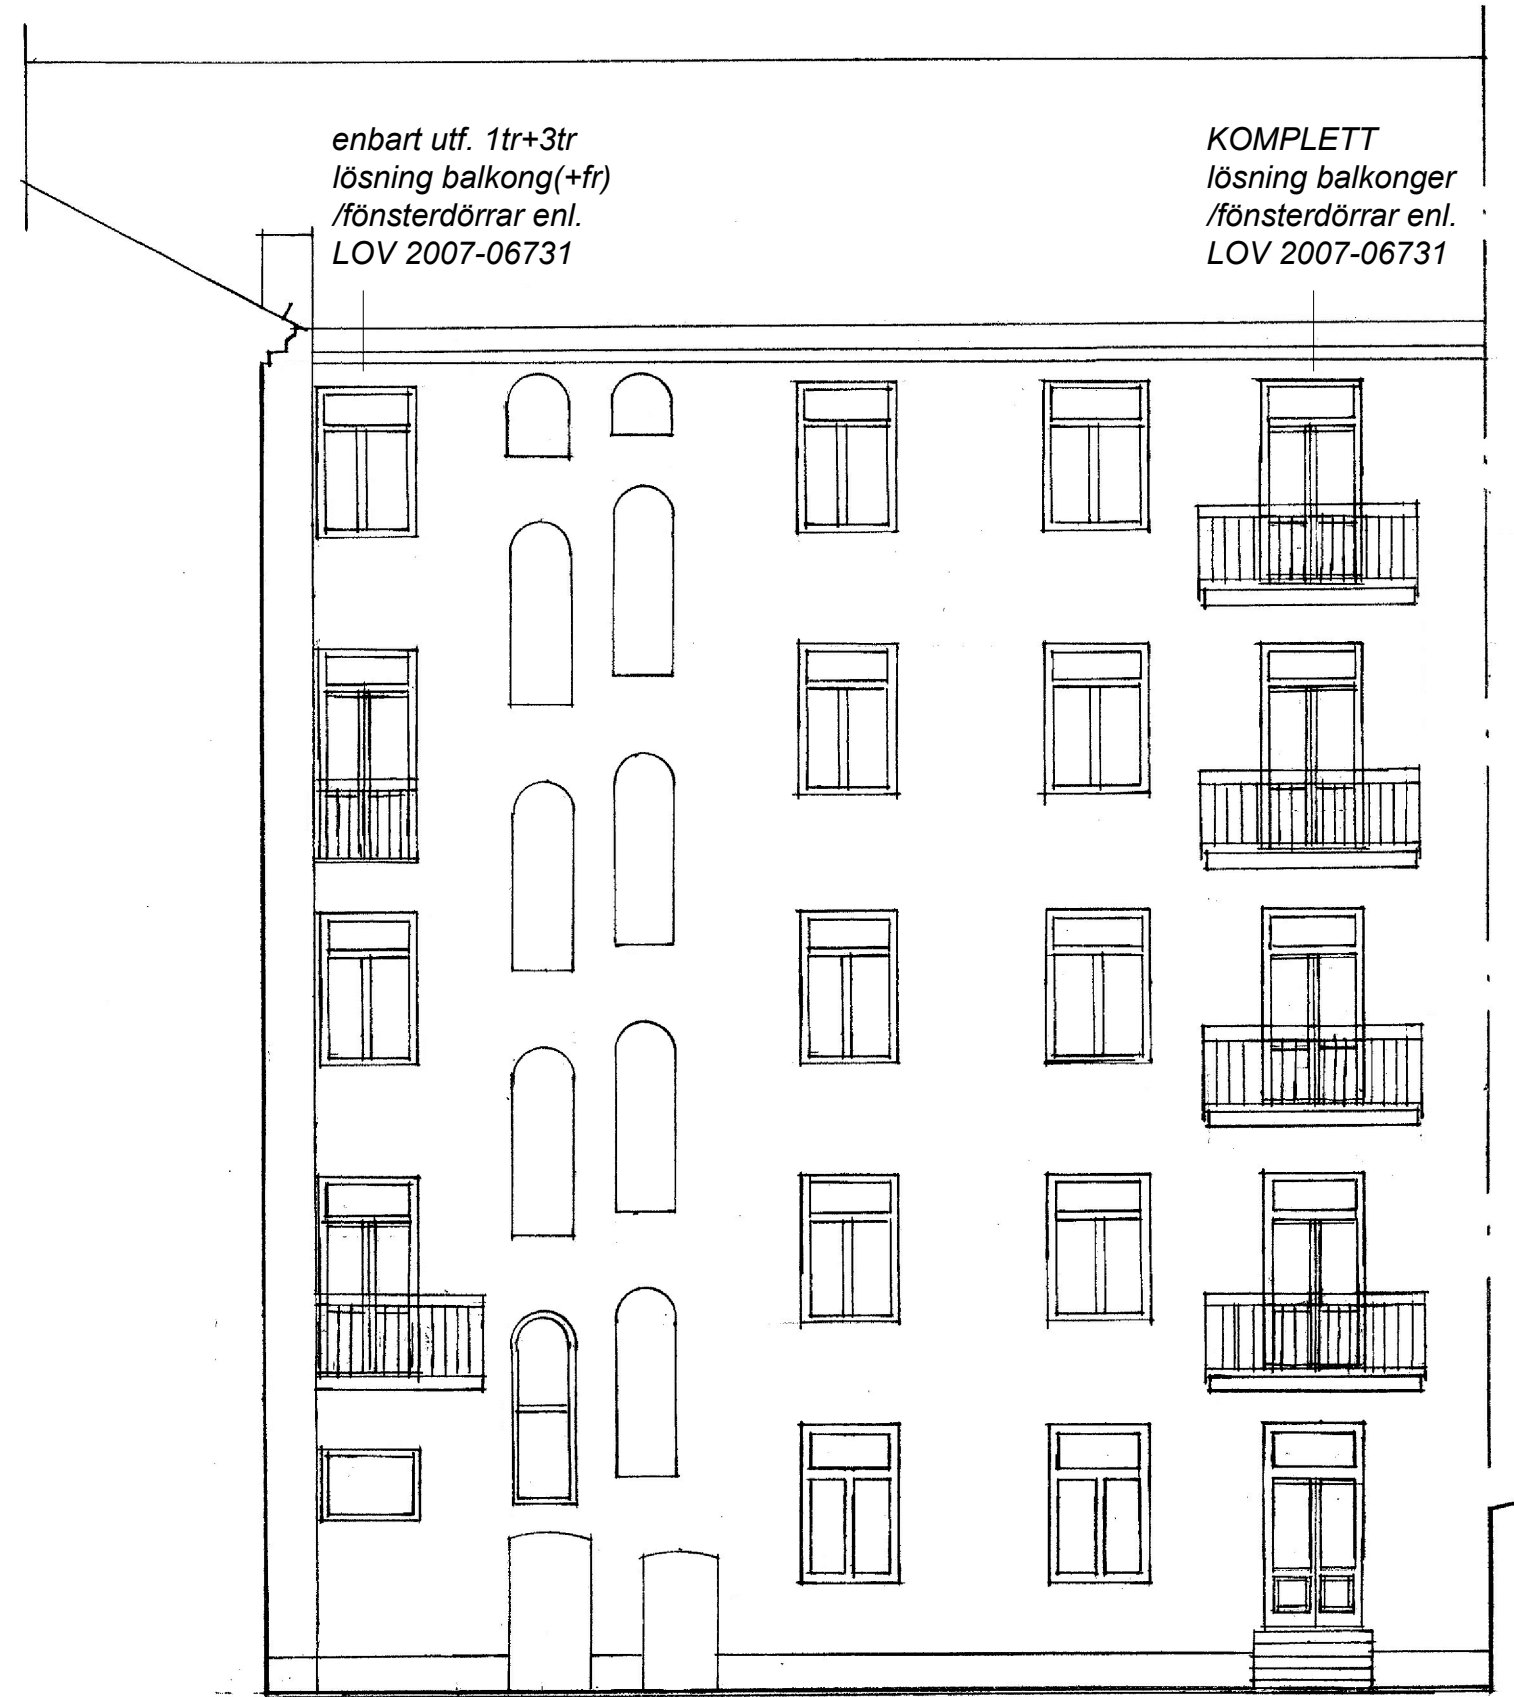 enbart utf. 1tr+3tr
lösning balkong(+fr)
/fönsterdörrar enl.
LOV 2007-06731
KOMPLETT
lösning balkonger
/fönsterdörrar enl.
LOV 2007-06731